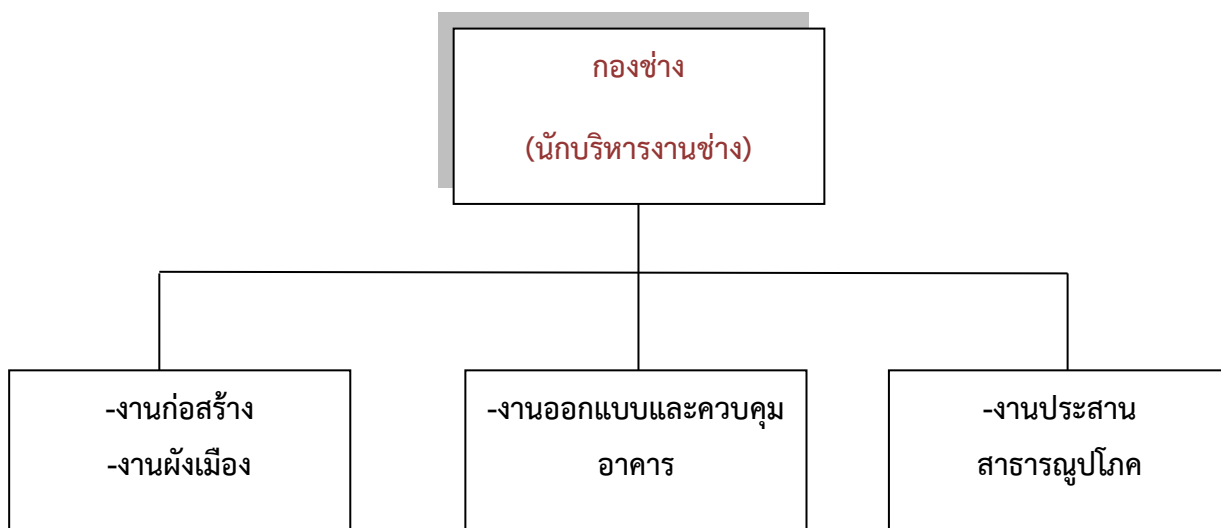 กองช่าง
(นักบริหารงานช่าง)
-งานก่อสร้าง
-งานผังเมือง
-งานออกแบบและควบคุม
อาคาร
-งานประสาน
สาธารณูปโภค